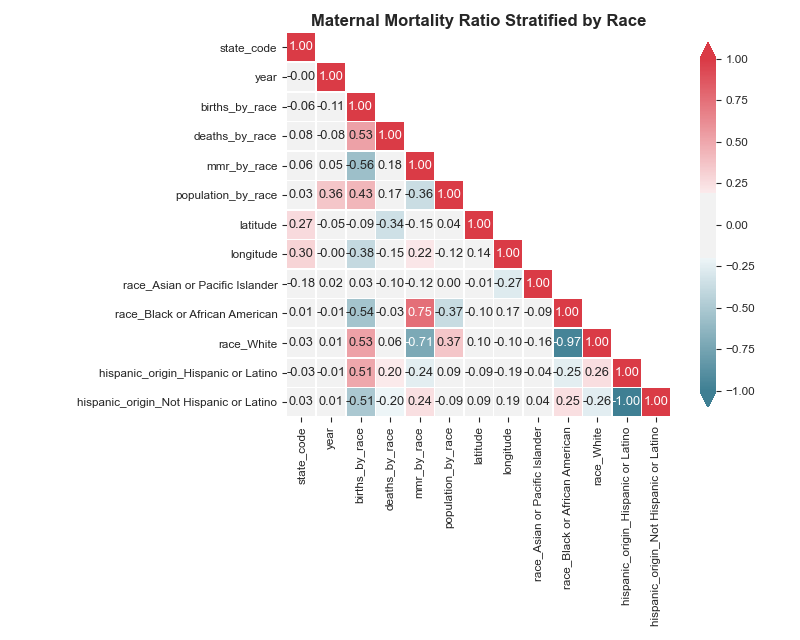 Maternal Mortality Ratio Stratified by Race
state_code 1.00
year -0.00 1.00
births_by_race -0.06 -0.11 1.00
deaths_by_race 0.08 -0.08 0.53 1.00
mmr_by_race 0.06 0.05 -0.56 0.18 1.00
population_by_race 0.03 0.36 0.43 0.17 -0.36 1.00
latitude 0.27 -0.05 -0.09 -0.34 -0.15 0.04 1.00
longitude 0.30 -0.00 -0.38 -0.15 0.22 -0.12 0.14 1.00
race_Asian or Pacific Islander -0.18 0.02 0.03 -0.10 -0.12 0.00 -0.01 -0.27 1.00
race_Black or African American 0.01 -0.01 -0.54 -0.03 0.75 -0.37 -0.10 0.17 -0.09 1.00
race_White 0.03 0.01 0.53 0.06 -0.71 0.37 0.10 -0.10 -0.16 -0.97 1.00
hispanic_origin_Hispanic or Latino -0.03 -0.01 0.51 0.20 -0.24 0.09 -0.09 -0.19 -0.04 -0.25 0.26 1.00
hispanic_origin_Not Hispanic or Latino 0.03 0.01 -0.51 -0.20 0.24 -0.09 0.09 0.19 0.04 0.25 -0.26 -1.00 1.00
state_code
year
births_by_race
deaths_by_race
mmr_by_race
population_by_race
latitude
longitude
race_Asian or Pacific Islander
race_Black or African American
race_White
hispanic_origin_Hispanic or Latino
hispanic_origin_Not Hispanic or Latino
1.00
0.75
0.50
0.25
0.00
−0.25
−0.50
−0.75
−1.00